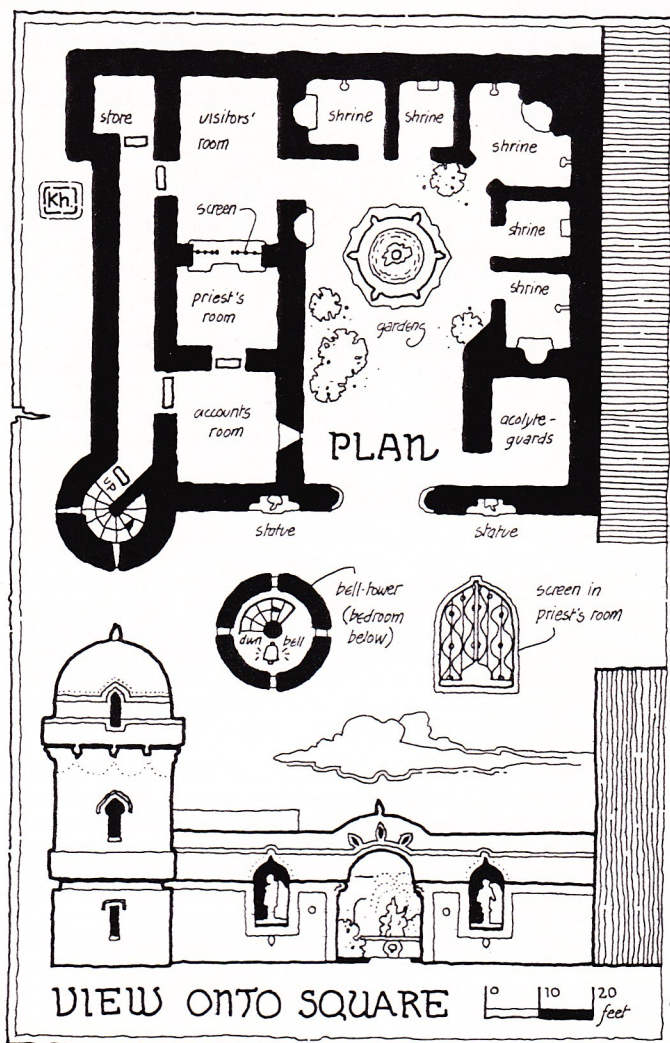 store
visitors'
room
shrine
shrine
shrine
Kh.
screen
shrine
priest's
room
shrine
gardens
accounts
room
PLAN
acolyte-
guards
up
statue
statue
bell-tower
(bedroom
below)
dwn
bell
screen in
priest's room
VIEW ONTO SQUARE
0 10 20
feet